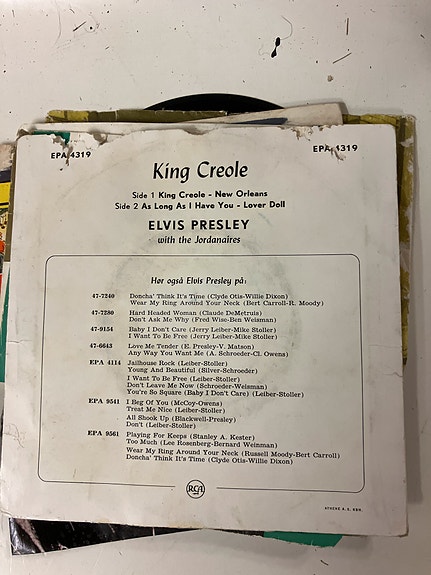 EPA 4319 EPA 4319
King Creole
Side 1 King Creole - New Orleans
Side 2 As Long As I Have You - Lover Doll
ELVIS PRESLEY
with the Jordanaires
Hør også Elvis Presley på:
47-7240 Doncha' Think It's Time (Clyde Otis-Willie Dixon)
Wear My Ring Around Your Neck (Bert Carroll-R. Moody)
47-7280 Hard Headed Woman (Claude DeMetruis)
Don't Ask Me Why (Fred Wise-Ben Weisman)
47-9154 Baby I Don't Care (Jerry Leiber-Mike Stoller)
I Want To Be Free (Jerry Leiber-Mike Stoller)
47-6643 Love Me Tender (E. Presley-V. Matson)
Any Way You Want Me (A. Schroeder-Cl. Owens)
EPA 4114 Jailhouse Rock (Leiber-Stoller)
Young And Beautiful (Silver-Schroeder)
I Want To Be Free (Leiber-Stoller)
Don't Leave Me Now (Schroeder-Weisman)
You're So Square (Baby I Don't Care) (Leiber-Stoller)
EPA 9541 I Beg Of You (McCoy-Owens)
Treat Me Nice (Leiber-Stoller)
All Shook Up (Blackwell-Presley)
Don't (Leiber-Stoller)
EPA 9561 Playing For Keeps (Stanley A. Kester)
Too Much (Lee Rosenberg-Bernard Weinman)
Wear My Ring Around Your Neck (Russell Moody-Bert Carroll)
Doncha' Think It's Time (Clyde Otis-Willie Dixon)
RCA
ATHENE A. S. KBH.